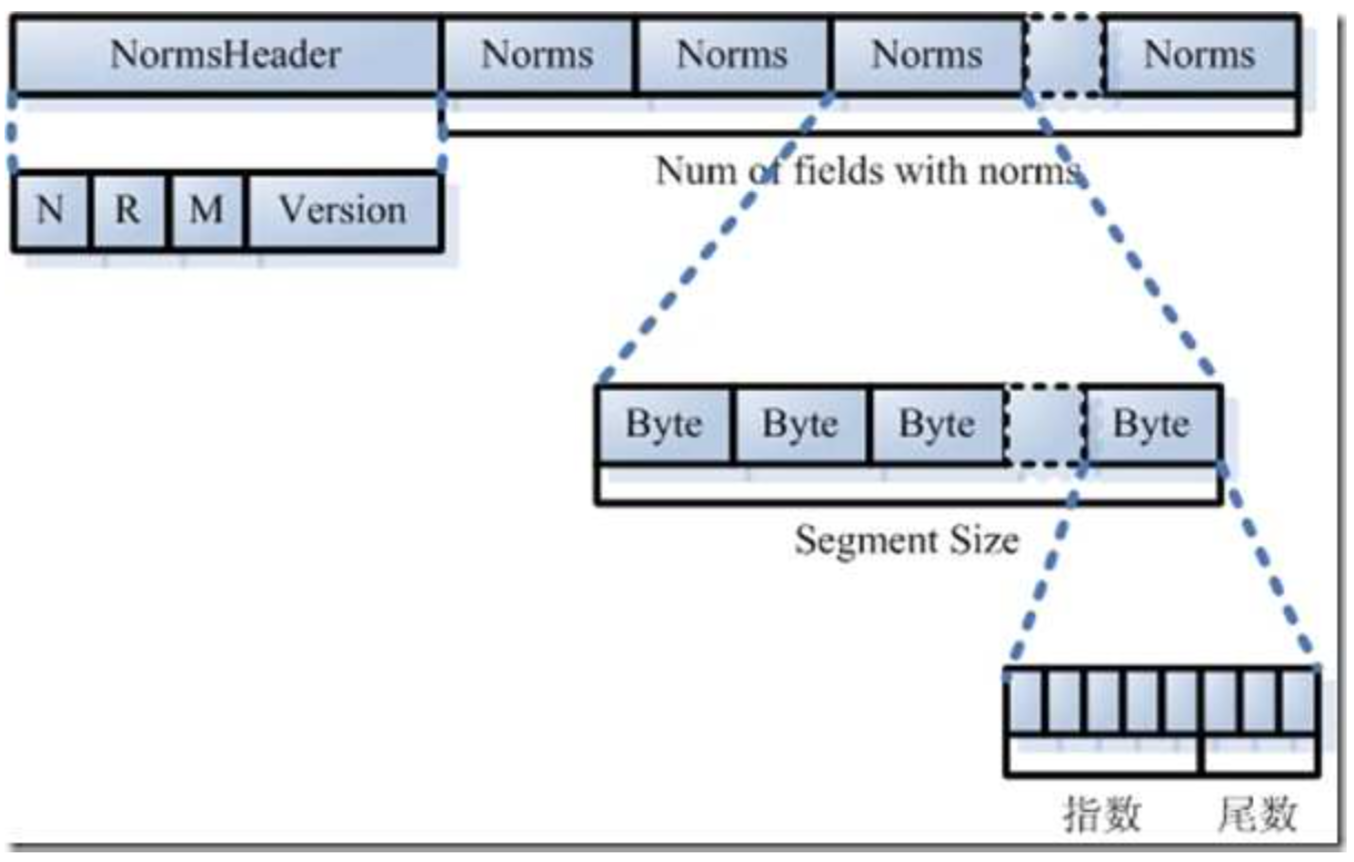 NormsHeader Norms Norms Norms Norms
Num of fields with norms
N R M Version
Byte Byte Byte Byte
Segment Size
指数 尾数